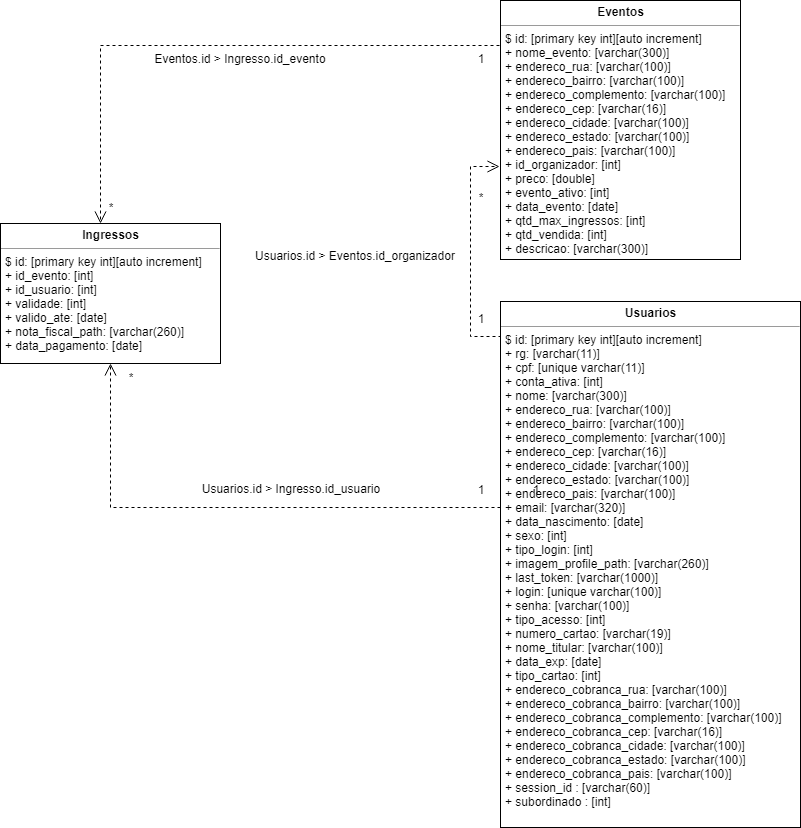 Eventos
$ id: [primary key int][auto increment]
+ nome_evento: [varchar(300)]
+ endereco_rua: [varchar(100)]
+ endereco_bairro: [varchar(100)]
+ endereco_complemento: [varchar(100)]
+ endereco_cep: [varchar(16)]
+ endereco_cidade: [varchar(100)]
+ endereco_estado: [varchar(100)]
+ endereco_pais: [varchar(100)]
+ id_organizador: [int]
+ preco: [double]
+ evento_ativo: [int]
+ data_evento: [date]
+ qtd_max_ingressos: [int]
+ qtd_vendida: [int]
+ descricao: [varchar(300)]
Eventos.id > Ingresso.id_evento
1
*
Ingressos
$ id: [primary key int][auto increment]
+ id_evento: [int]
+ id_usuario: [int]
+ validade: [int]
+ valido_ate: [date]
+ nota_fiscal_path: [varchar(260)]
+ data_pagamento: [date]
*
*
Usuarios.id > Eventos.id_organizador
1
Usuarios.id > Ingresso.id_usuario
1
1
Usuarios
$ id: [primary key int][auto increment]
+ rg: [varchar(11)]
+ cpf: [unique varchar(11)]
+ conta_ativa: [int]
+ nome: [varchar(300)]
+ endereco_rua: [varchar(100)]
+ endereco_bairro: [varchar(100)]
+ endereco_complemento: [varchar(100)]
+ endereco_cep: [varchar(16)]
+ endereco_cidade: [varchar(100)]
+ endereco_estado: [varchar(100)]
+ endereco_pais: [varchar(100)]
+ email: [varchar(320)]
+ data_nascimento: [date]
+ sexo: [int]
+ tipo_login: [int]
+ imagem_profile_path: [varchar(260)]
+ last_token: [varchar(1000)]
+ login: [unique varchar(100)]
+ senha: [varchar(100)]
+ tipo_acesso: [int]
+ numero_cartao: [varchar(19)]
+ nome_titular: [varchar(100)]
+ data_exp: [date]
+ tipo_cartao: [int]
+ endereco_cobranca_rua: [varchar(100)]
+ endereco_cobranca_bairro: [varchar(100)]
+ endereco_cobranca_complemento: [varchar(100)]
+ endereco_cobranca_cep: [varchar(16)]
+ endereco_cobranca_cidade: [varchar(100)]
+ endereco_cobranca_estado: [varchar(100)]
+ endereco_cobranca_pais: [varchar(100)]
+ session_id : [varchar(60)]
+ subordinado : [int]